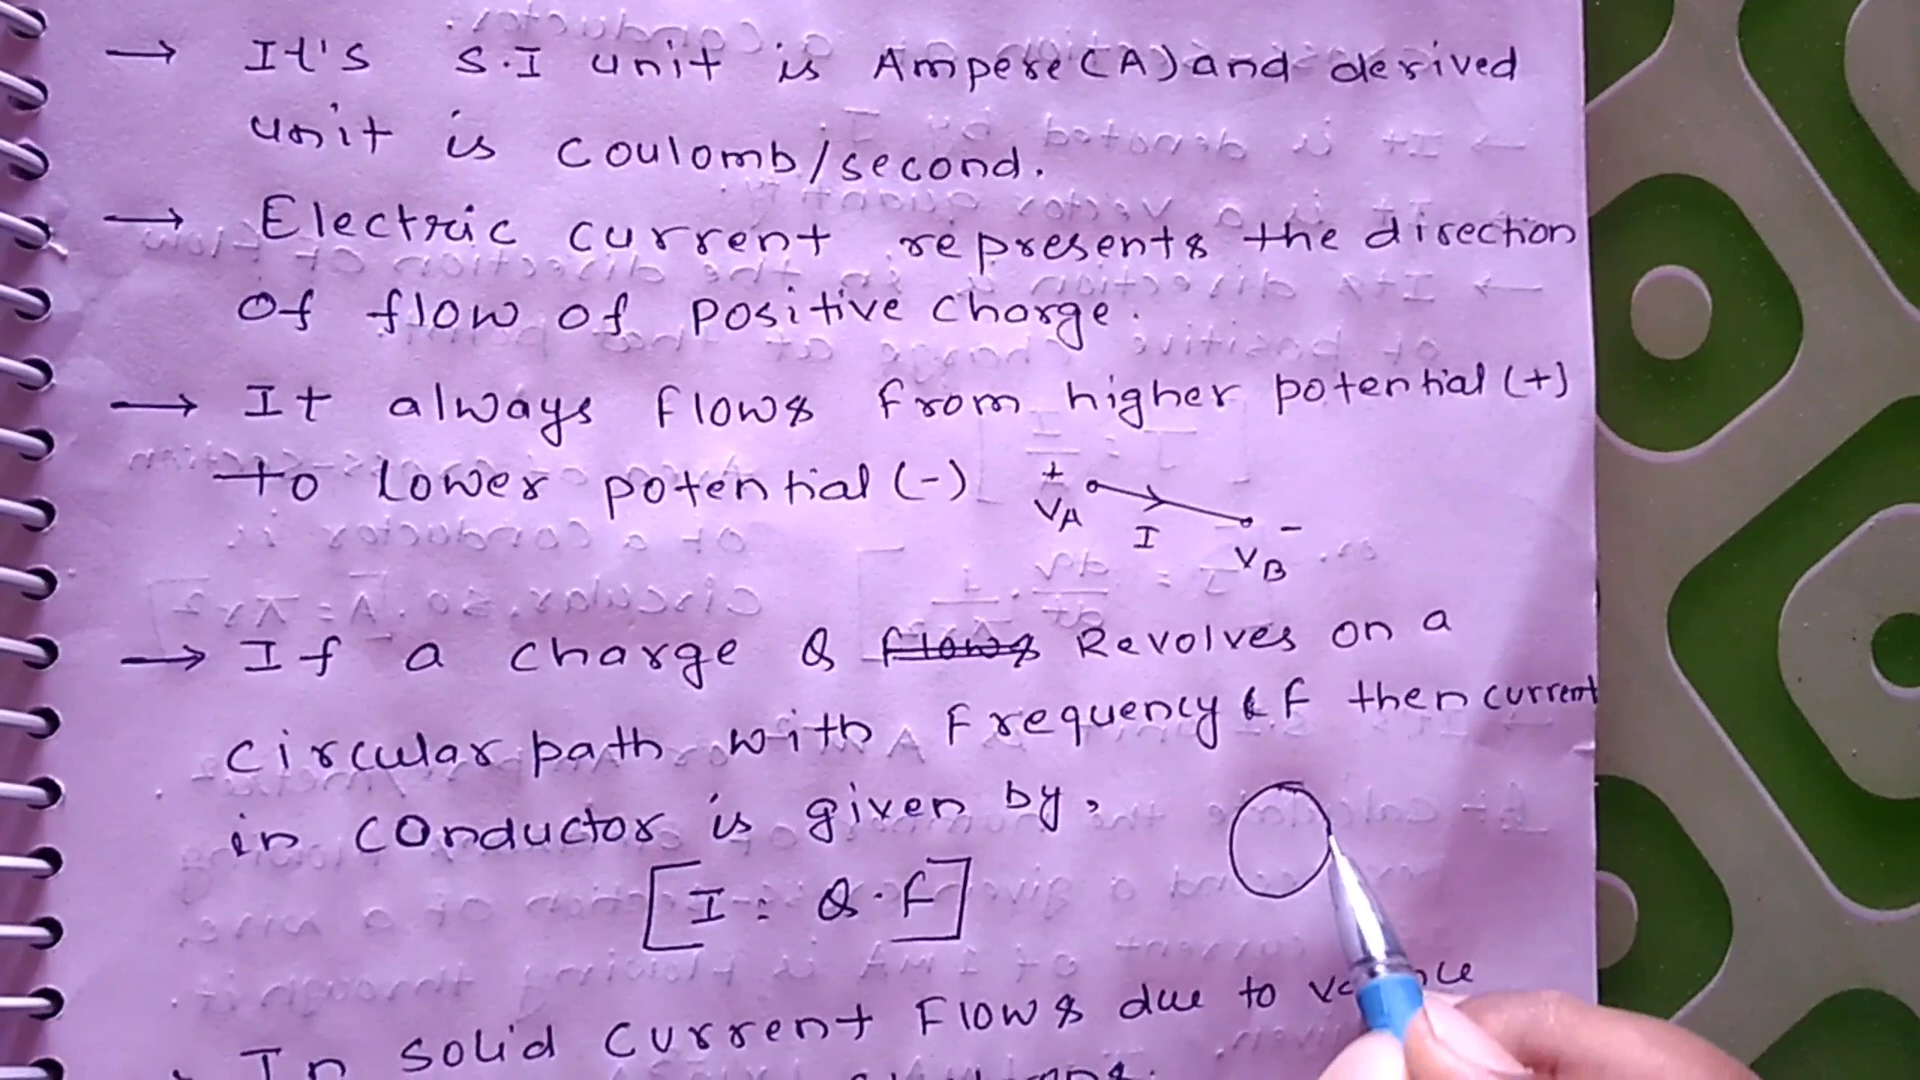 → It's S.I unit is Ampere (A) and derived
unit is coulomb/second.
→ Electric current represents the direction
of flow of positive charge.
→ It always flows from higher potential (+)
to lower potential (-)
+ VA I VB -
→ If a charge Q flows Revolves on a
circular path with Frequency F then current
in conductor is given by,
[I = Q.F]
In solid current Flows due to